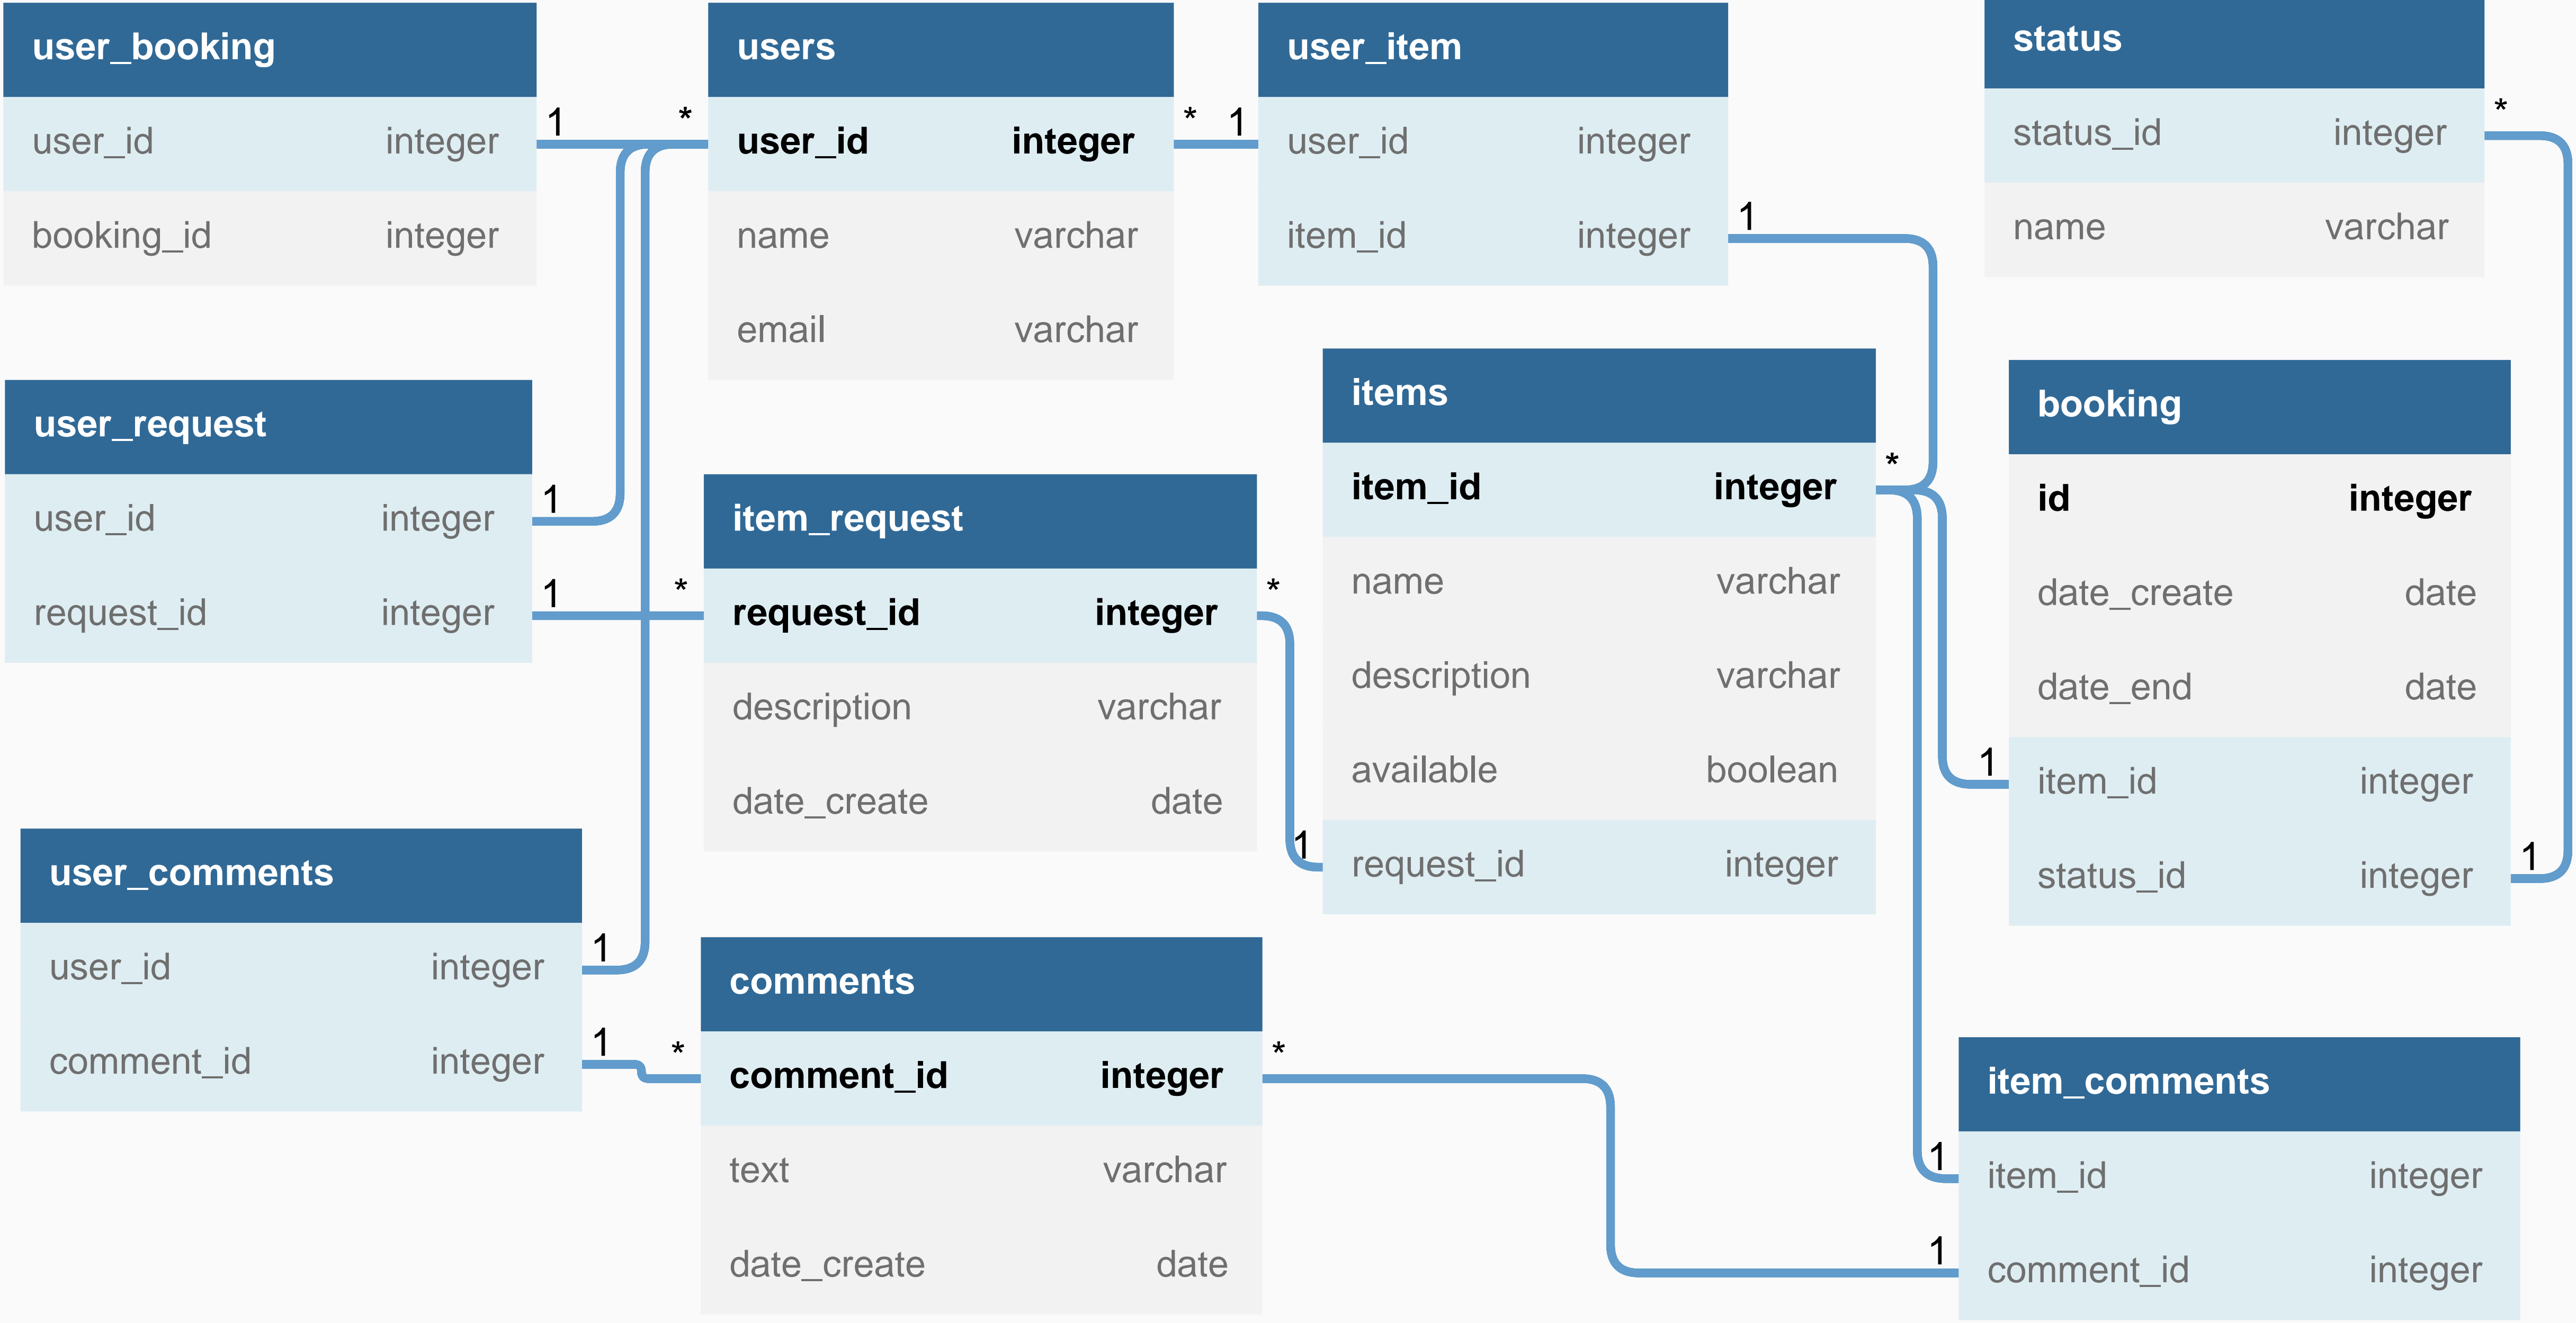 user_booking
user_id integer
booking_id integer
1 *
users
user_id integer
name varchar
email varchar
* 1
user_item
user_id integer
item_id integer
1
status
status_id integer
name varchar
*
user_request
user_id integer
request_id integer
1
1 *
item_request
request_id integer
description varchar
date_create date
*
1
items
item_id integer
name varchar
description varchar
available boolean
request_id integer
*
booking
id integer
date_create date
date_end date
item_id integer
status_id integer
1
1
user_comments
user_id integer
comment_id integer
1
1 *
comments
comment_id integer
text varchar
date_create date
*
item_comments
item_id integer
comment_id integer
1
1